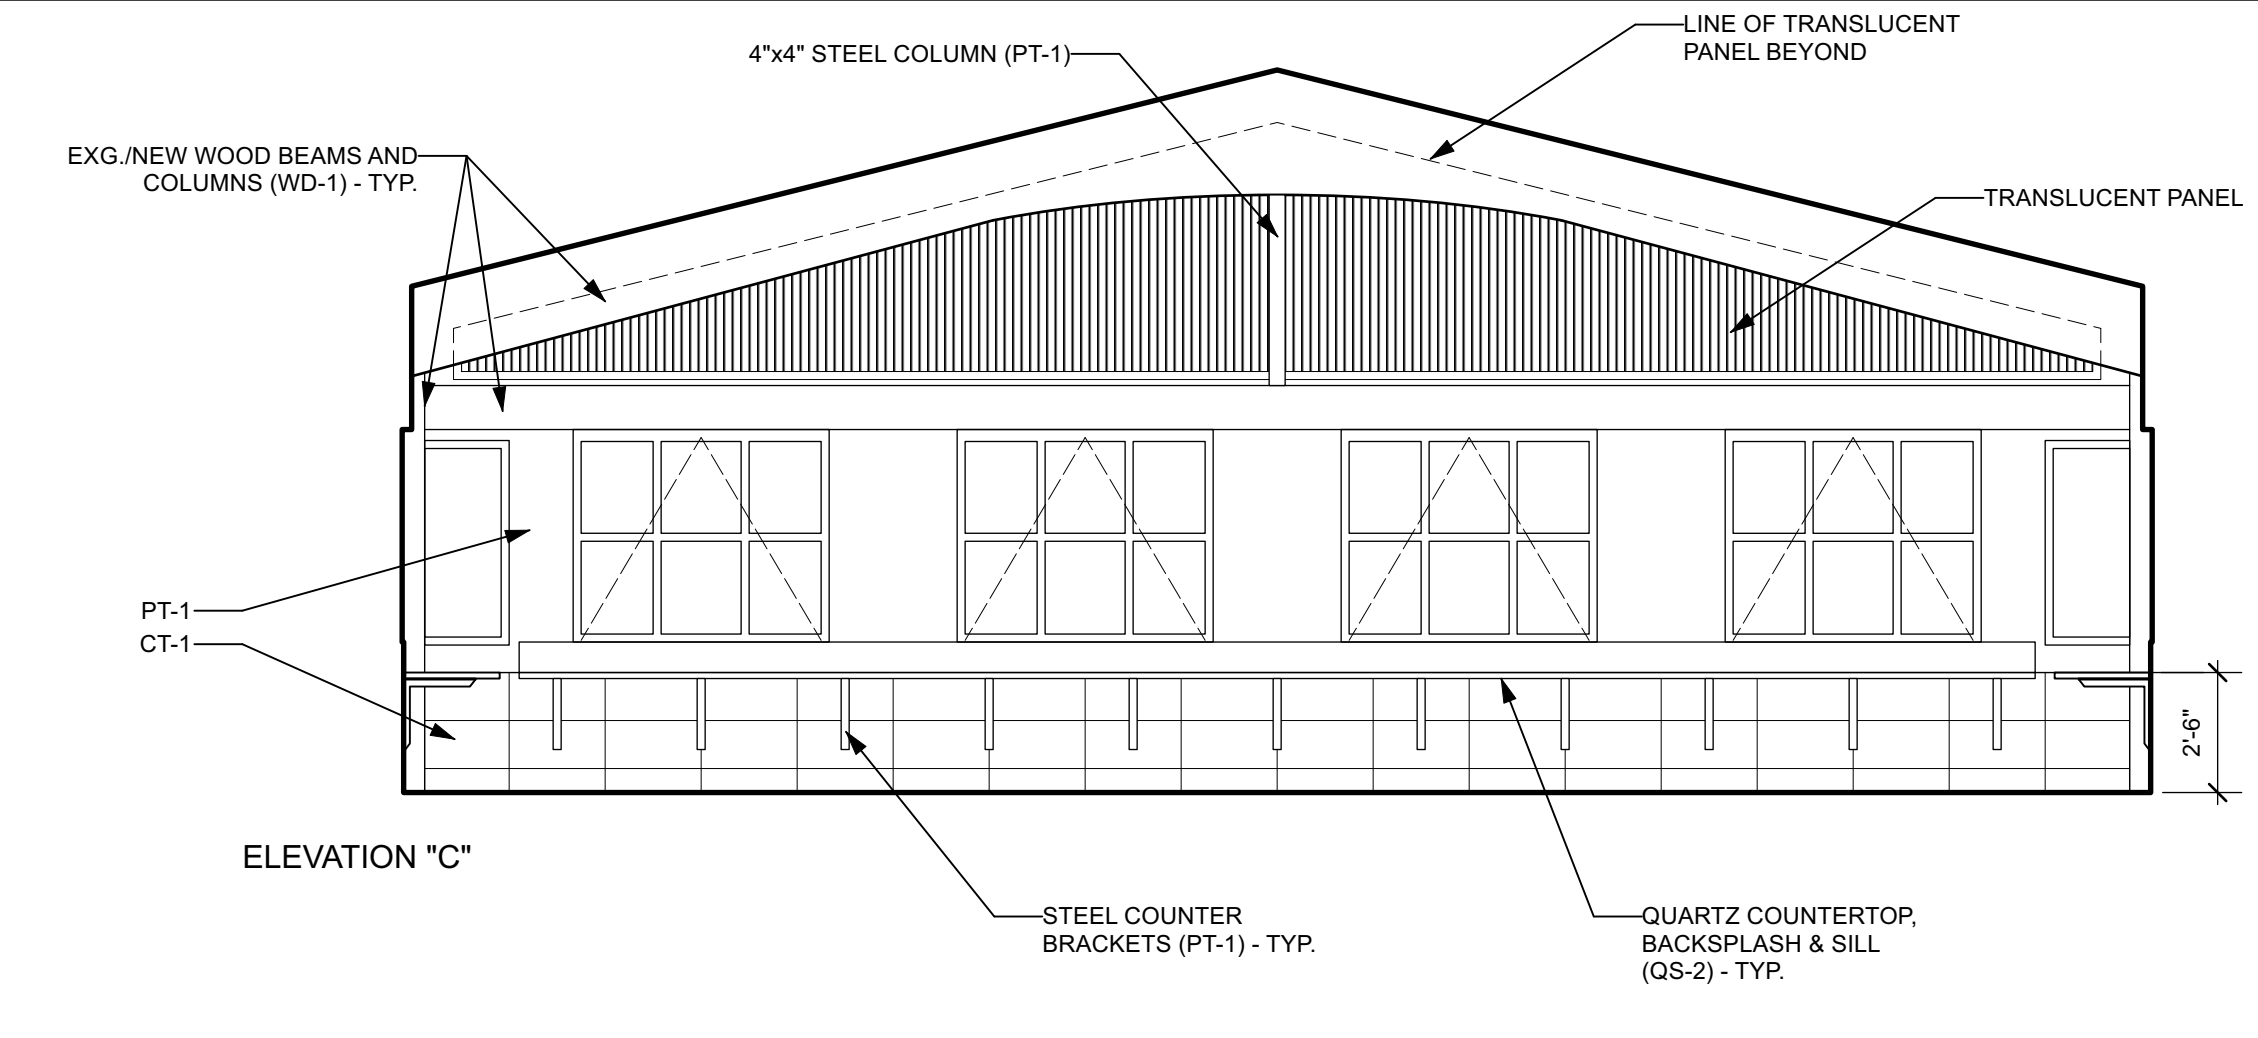 LINE OF TRANSLUCENT
PANEL BEYOND
4"x4" STEEL COLUMN (PT-1)
EXG./NEW WOOD BEAMS AND
COLUMNS (WD-1) - TYP.
TRANSLUCENT PANEL
PT-1
CT-1
2'-6"
ELEVATION "C"
STEEL COUNTER
BRACKETS (PT-1) - TYP.
QUARTZ COUNTERTOP,
BACKSPLASH & SILL
(QS-2) - TYP.